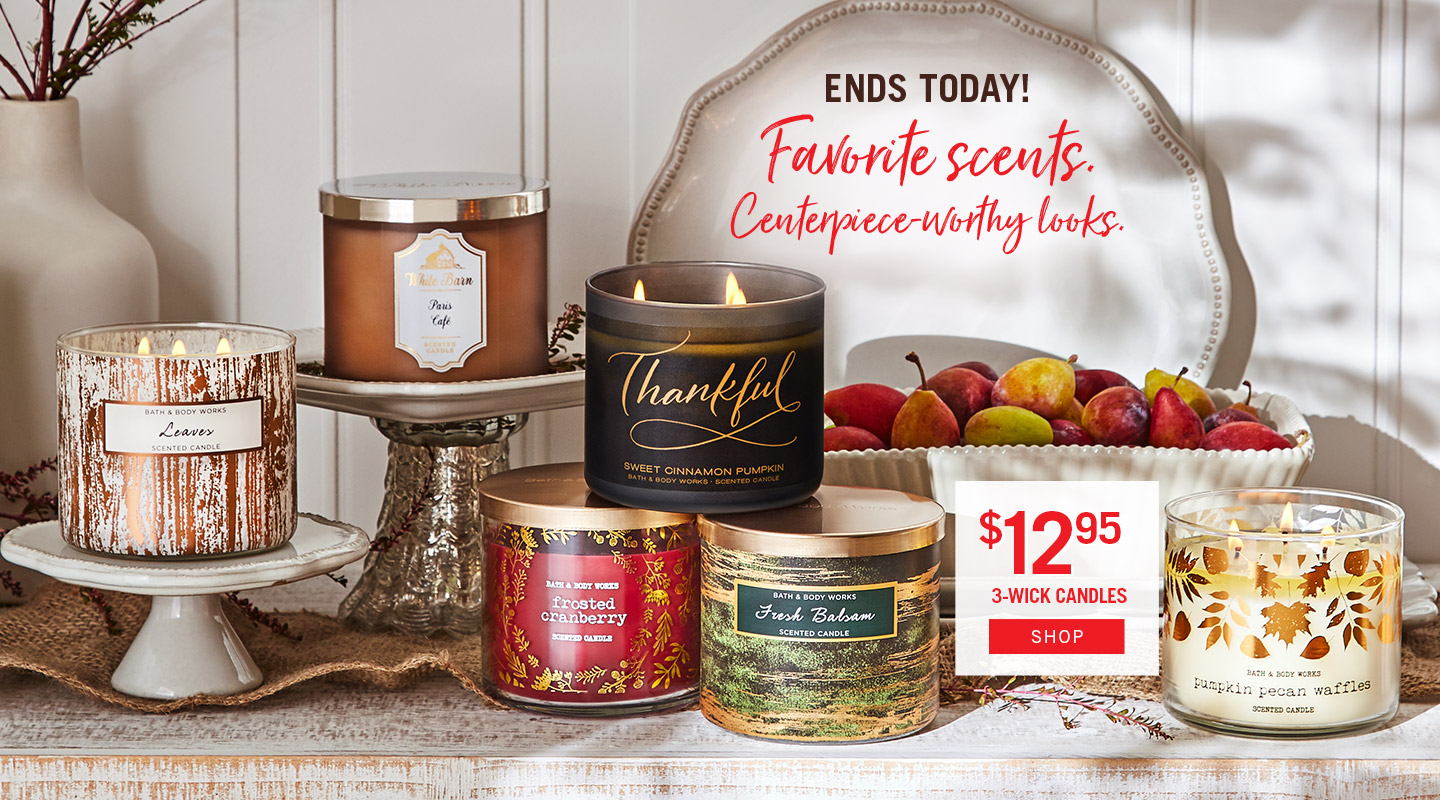 ENDS TODAY!
Favorite scents.
Centerpiece-worthy looks.
White Barn
Paris
Café
SCENTED
CANDLE
BATH & BODY WORKS
Leaves
SCENTED CANDLE
Thankful
SWEET CINNAMON PUMPKIN
BATH & BODY WORKS · SCENTED CANDLE
BATH & BODY WORKS
frosted
cranberry
SCENTED CANDLE
BATH & BODY WORKS
Fresh Balsam
SCENTED CANDLE
$12.95
3-WICK CANDLES
SHOP
BATH & BODY WORKS
pumpkin pecan waffles
SCENTED CANDLE